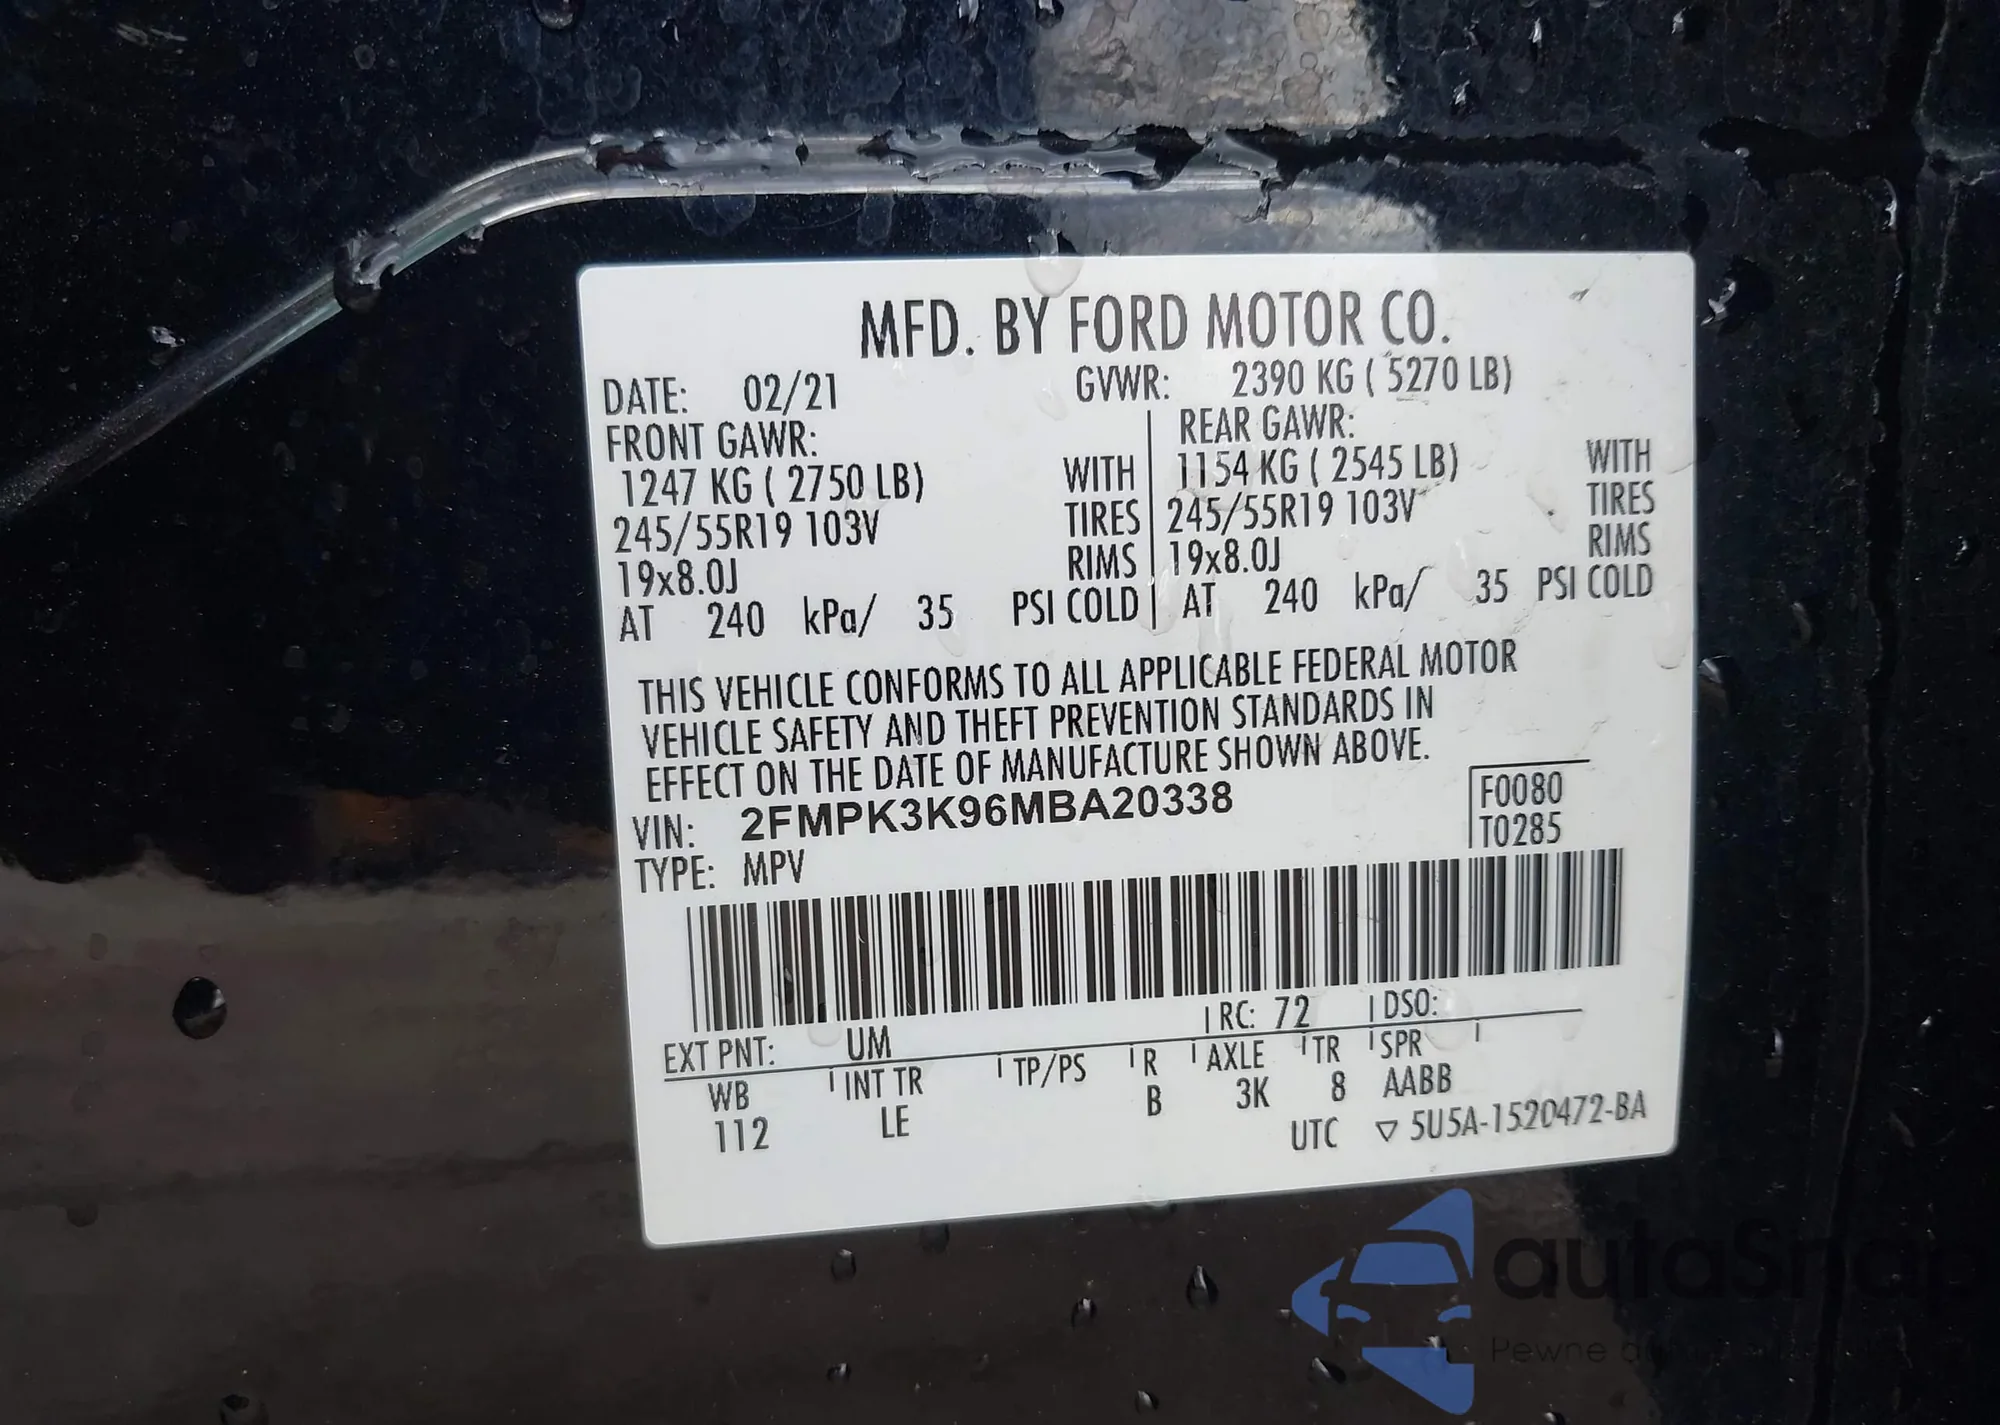 MFD. BY FORD MOTOR CO.
DATE: 02/21 GVWR: 2390 KG ( 5270 LB)
FRONT GAWR: REAR GAWR:
1247 KG ( 2750 LB) WITH 1154 KG ( 2545 LB) WITH
245/55R19 103V TIRES 245/55R19 103V TIRES
19x8.0J RIMS 19x8.0J RIMS
AT 240 kPa/ 35 PSI COLD AT 240 kPa/ 35 PSI COLD
THIS VEHICLE CONFORMS TO ALL APPLICABLE FEDERAL MOTOR
VEHICLE SAFETY AND THEFT PREVENTION STANDARDS IN
EFFECT ON THE DATE OF MANUFACTURE SHOWN ABOVE.
VIN: 2FMPK3K96MBA20338 F0080
TYPE: MPV T0285
EXT PNT: UM RC: 72 DSO:
WB INT TR TP/PS R AXLE TR SPR
112 LE B 3K 8 AABB
UTC ▽ 5U5A-1520472-BA
autoSnap
Pewne